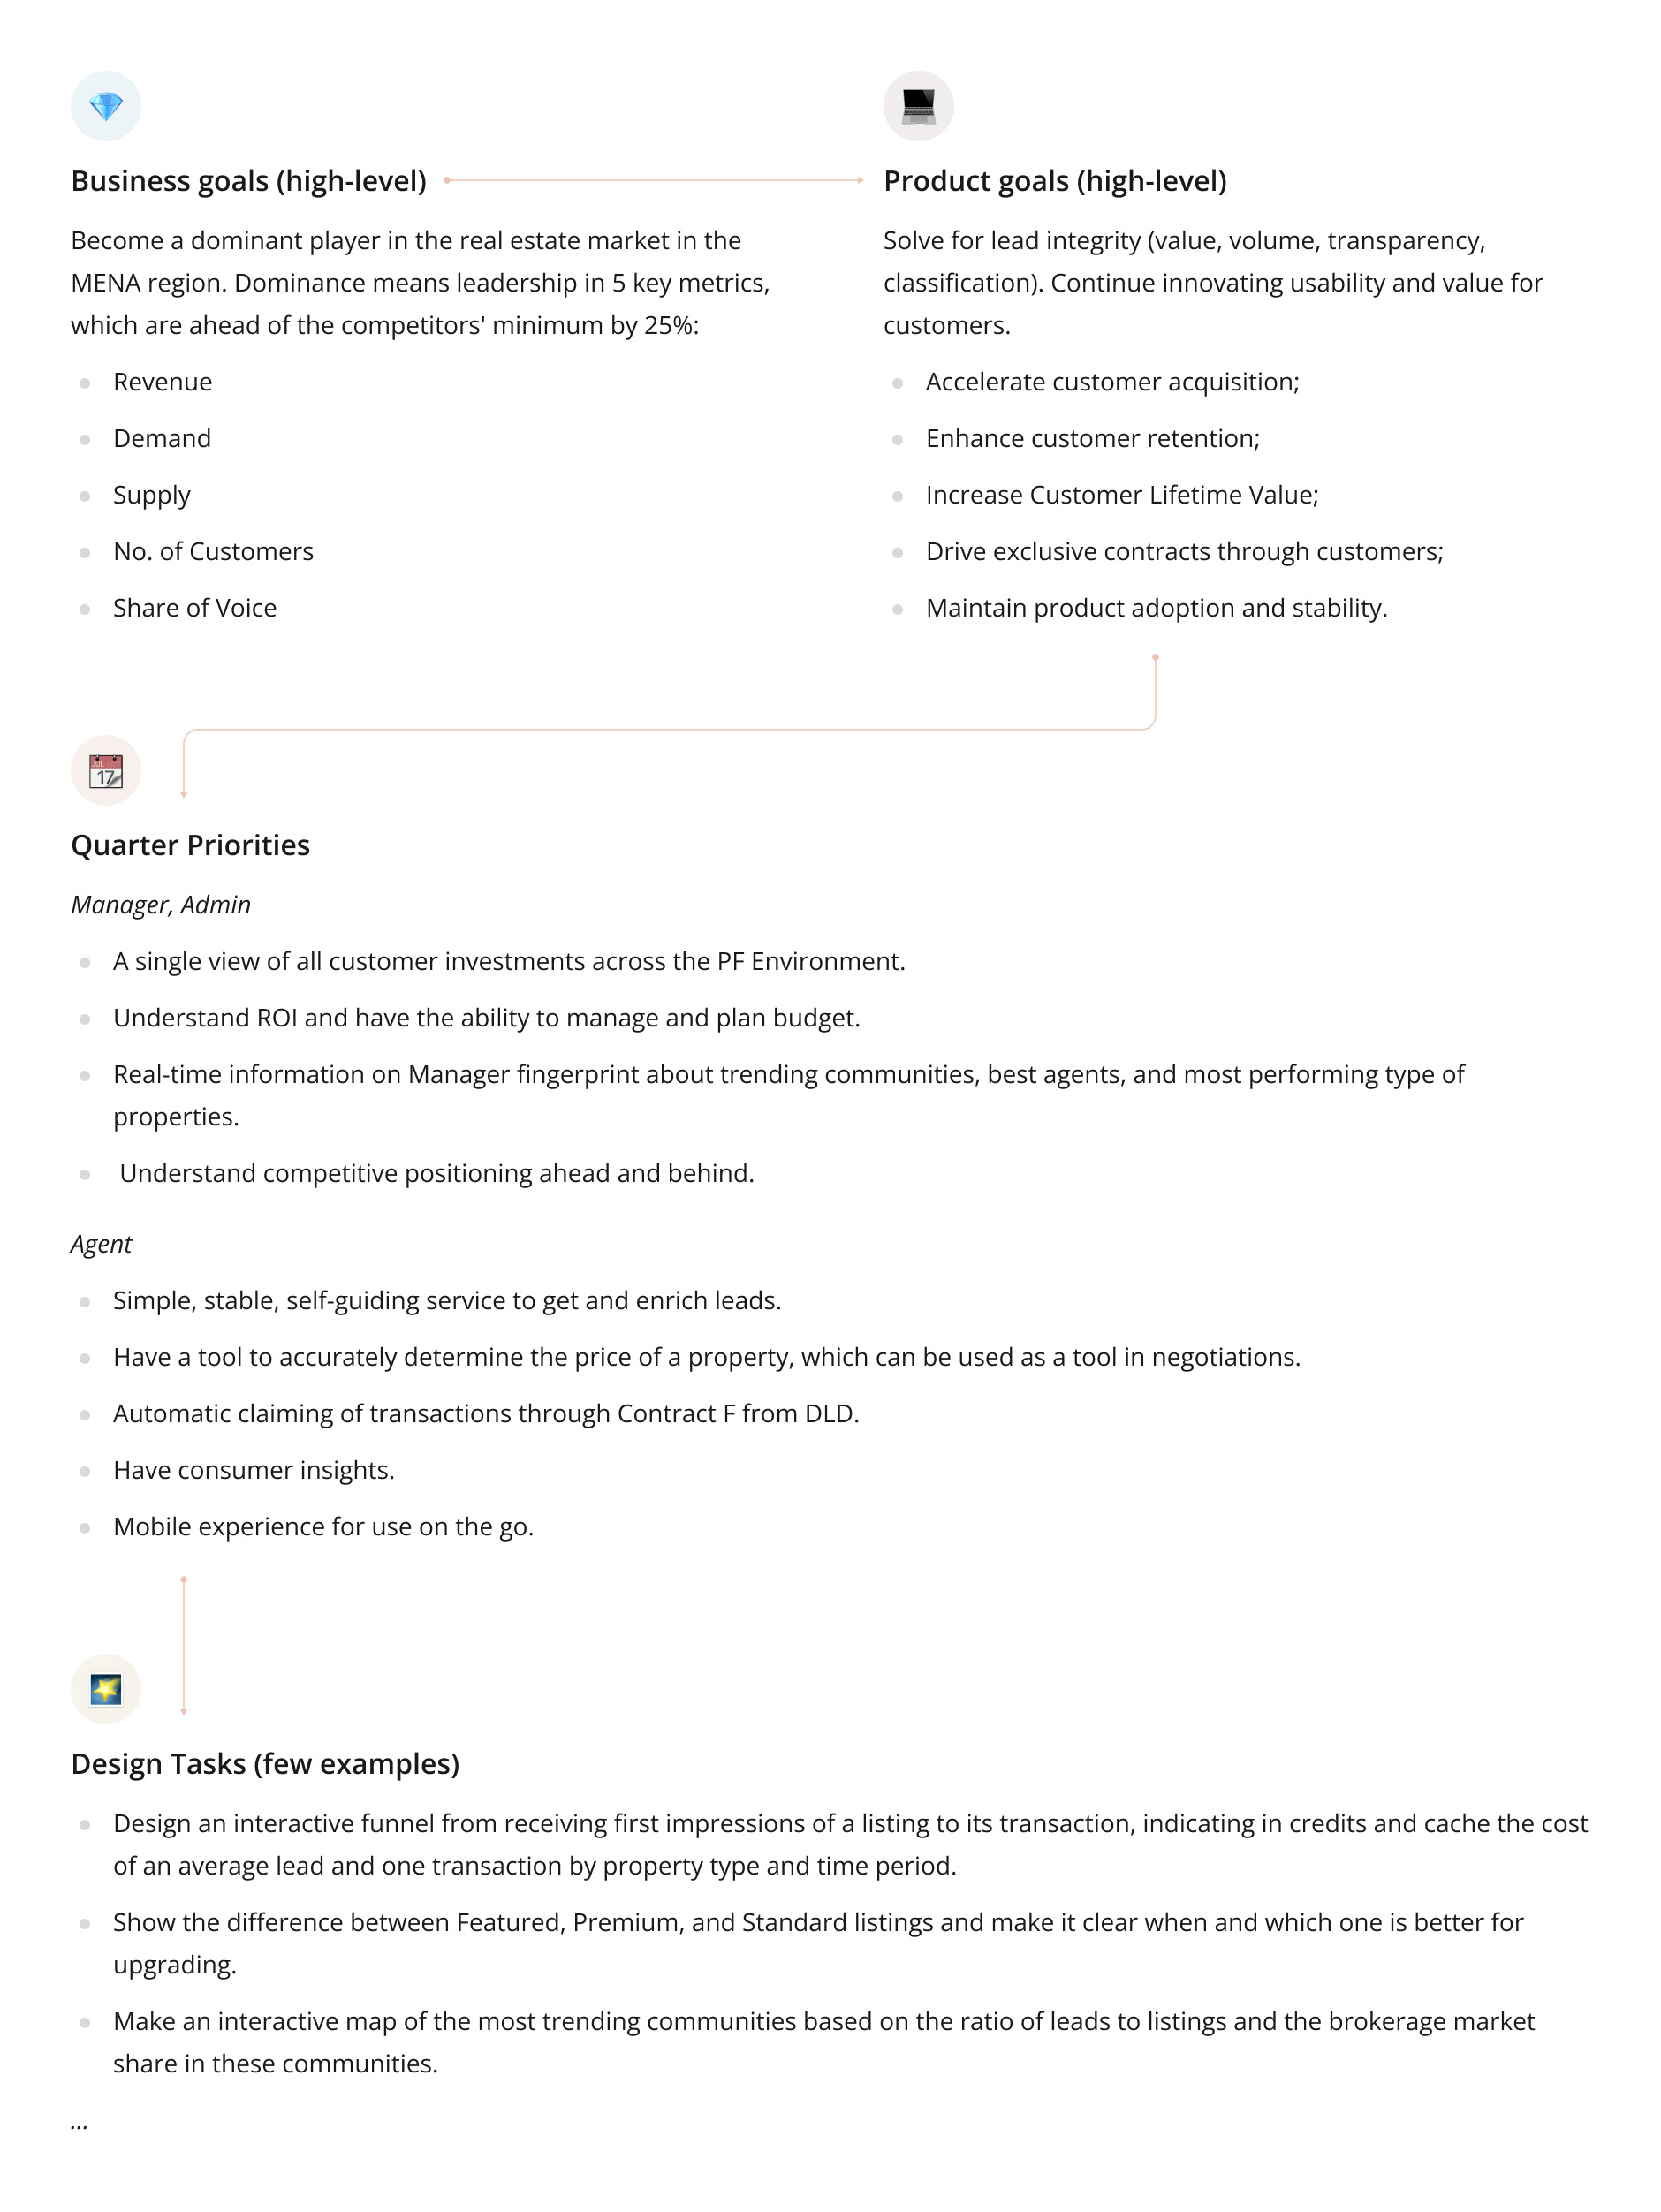 Business goals (high-level)
Become a dominant player in the real estate market in the
MENA region. Dominance means leadership in 5 key metrics,
which are ahead of the competitors' minimum by 25%:
Revenue
Demand
Supply
No. of Customers
Share of Voice
Product goals (high-level)
Solve for lead integrity (value, volume, transparency,
classification). Continue innovating usability and value for
customers.
Accelerate customer acquisition;
Enhance customer retention;
Increase Customer Lifetime Value;
Drive exclusive contracts through customers;
Maintain product adoption and stability.
JUL
17
Quarter Priorities
Manager, Admin
A single view of all customer investments across the PF Environment.
Understand ROI and have the ability to manage and plan budget.
Real-time information on Manager fingerprint about trending communities, best agents, and most performing type of
properties.
Understand competitive positioning ahead and behind.
Agent
Simple, stable, self-guiding service to get and enrich leads.
Have a tool to accurately determine the price of a property, which can be used as a tool in negotiations.
Automatic claiming of transactions through Contract F from DLD.
Have consumer insights.
Mobile experience for use on the go.
Design Tasks (few examples)
Design an interactive funnel from receiving first impressions of a listing to its transaction, indicating in credits and cache the cost
of an average lead and one transaction by property type and time period.
Show the difference between Featured, Premium, and Standard listings and make it clear when and which one is better for
upgrading.
Make an interactive map of the most trending communities based on the ratio of leads to listings and the brokerage market
share in these communities.
...